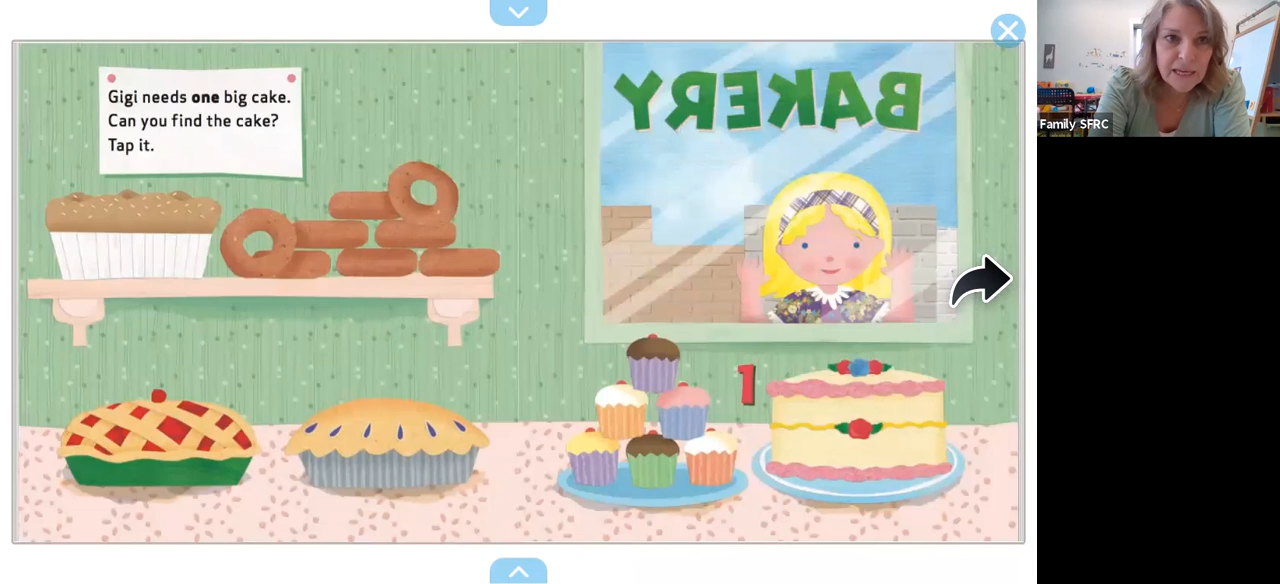 Gigi needs one big cake.
Can you find the cake?
Tap it.
BAKERY
1
Family SFRC